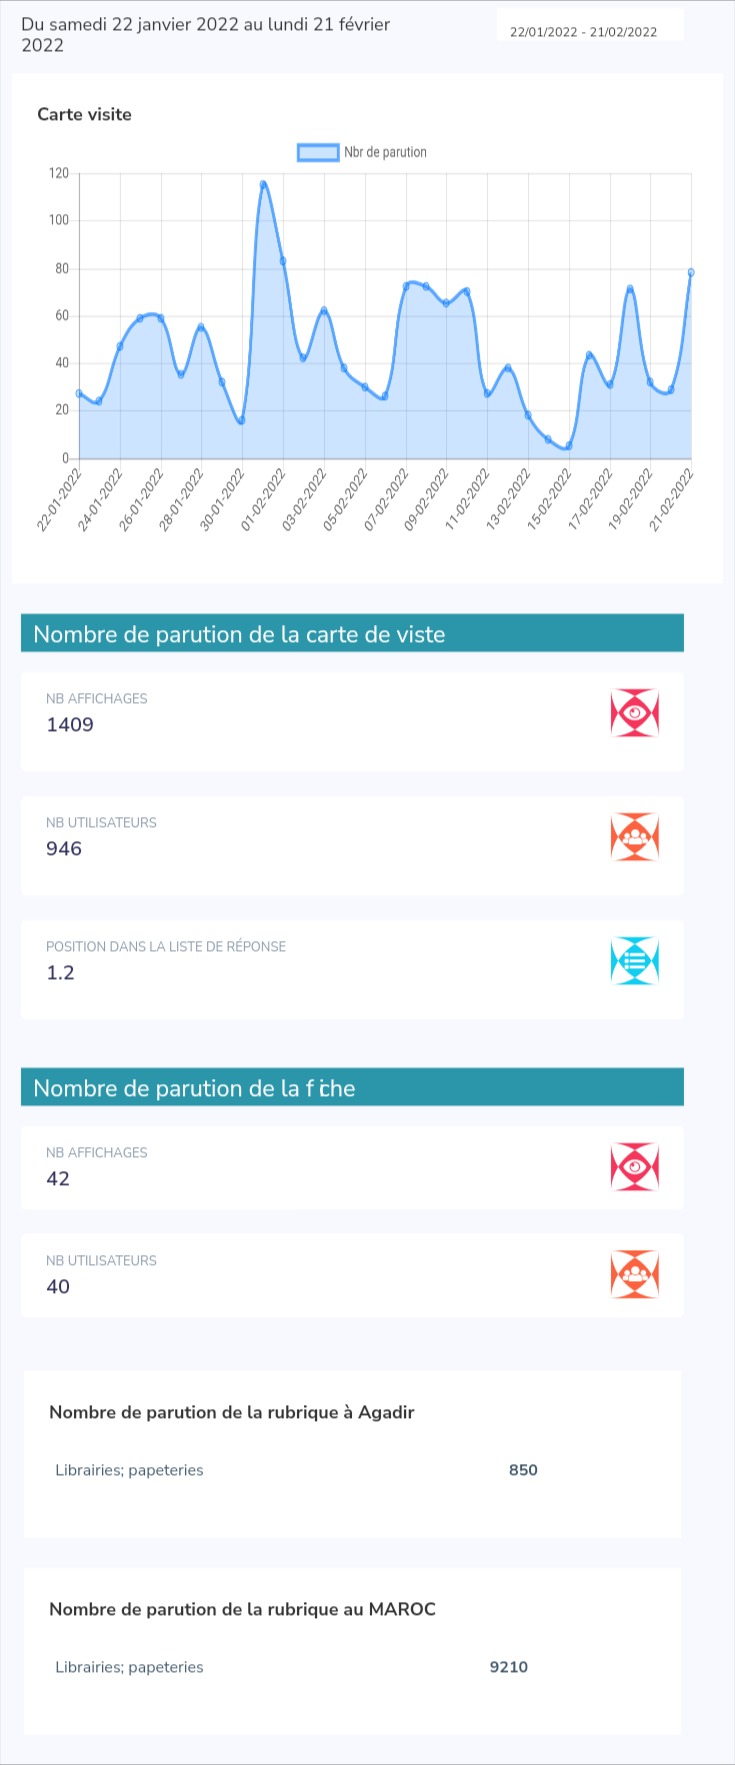 Du samedi 22 janvier 2022 au lundi 21 février
2022
22/01/2022 - 21/02/2022
Carte visite
Nbr de parution
120
100
80
60
40
20
0
22-01-2022
24-01-2022
26-01-2022
28-01-2022
30-01-2022
01-02-2022
03-02-2022
05-02-2022
07-02-2022
09-02-2022
11-02-2022
13-02-2022
15-02-2022
17-02-2022
19-02-2022
21-02-2022
Nombre de parution de la carte de viste
NB AFFICHAGES
1409
NB UTILISATEURS
946
POSITION DANS LA LISTE DE RÉPONSE
1.2
Nombre de parution de la fiche
NB AFFICHAGES
42
NB UTILISATEURS
40
Nombre de parution de la rubrique à Agadir
Librairies; papeteries 850
Nombre de parution de la rubrique au MAROC
Librairies; papeteries 9210